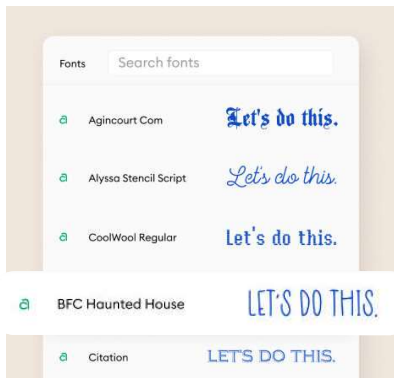 Fonts Search fonts
a Agincourt Com Let's do this.
a Alyssa Stencil Script Let's do this.
a CoolWool Regular Let's do this.
a BFC Haunted House LET'S DO THIS.
a Citation LET'S DO THIS.